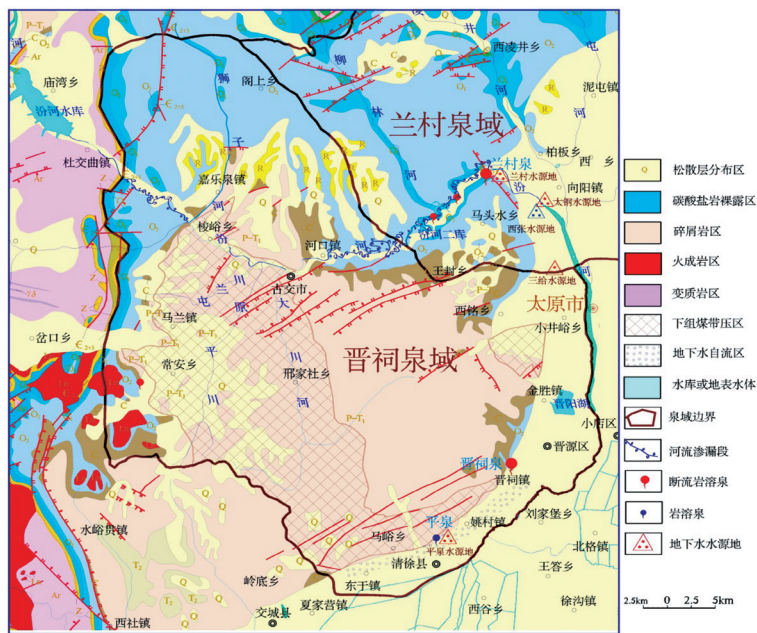 庙湾乡
汾河水库
杜交曲镇
阁上乡
西凌井乡
泥屯镇
兰村泉域
柏板乡
兰村泉
兰村水源地
西
乡
向阳镇
太钢水源地
西张水源地
马头水乡
汾河二库
嘉乐泉镇
梭峪乡
河口镇
王封乡
三给水源地
古交市
马兰镇
西铭乡
太原市
小井峪乡
岔口乡
常安乡
邢家社乡
晋祠泉域
金胜镇
晋阳湖
小店区
晋源区
晋祠泉
晋祠镇
水峪贯镇
平泉
平泉水源地
姚村镇
刘家堡乡
马峪乡
清徐县
北格镇
王答乡
岭底乡
东于镇
夏家营镇
交城县
西谷乡
徐沟镇
西社镇
松散层分布区
碳酸盐岩裸露区
碎屑岩区
火成岩区
变质岩区
下组煤带压区
地下水自流区
水库或地表水体
泉域边界
河流渗漏段
断流岩溶泉
岩溶泉
地下水水源地
2.5km 0 2.5 5km